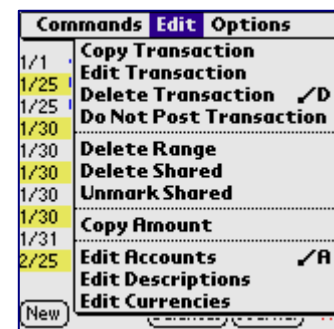 Commands Edit Options
Copy Transaction
1/1
Edit Transaction
1/25
Delete Transaction /D
1/25
Do Not Post Transaction
1/30
1/30
Delete Range
1/30
Delete Shared
1/30
Unmark Shared
1/30
Copy Amount
1/31
2/25
Edit Accounts /A
Edit Descriptions
Edit Currencies
New